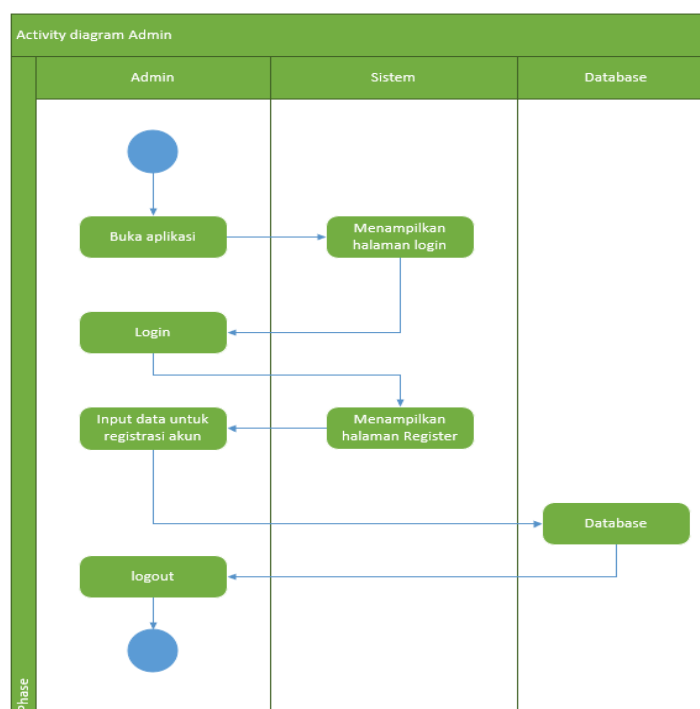 Activity diagram Admin
Admin
Sistem
Database
Buka aplikasi
Menampilkan
halaman login
Login
Input data untuk
registrasi akun
Menampilkan
halaman Register
Database
logout
Phase